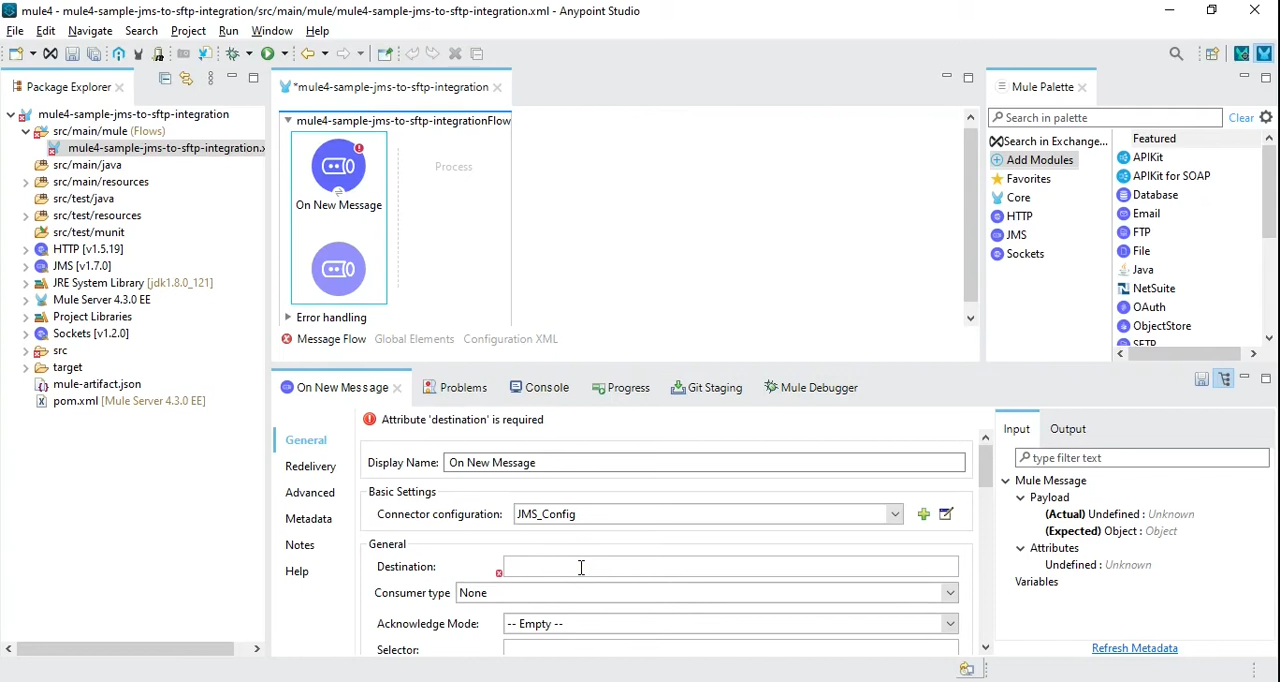 mule4 - mule4-sample-jms-to-sftp-integration/src/main/mule/mule4-sample-jms-to-sftp-integration.xml - Anypoint Studio
File Edit Navigate Search Project Run Window Help
Package Explorer
mule4-sample-jms-to-sftp-integration
src/main/mule (Flows)
mule4-sample-jms-to-sftp-integration.x
src/main/java
src/main/resources
src/test/java
src/test/resources
src/test/munit
HTTP [v1.5.19]
JMS [v1.7.0]
JRE System Library [jdk1.8.0_121]
Mule Server 4.3.0 EE
Project Libraries
Sockets [v1.2.0]
src
target
mule-artifact.json
pom.xml [Mule Server 4.3.0 EE]
*mule4-sample-jms-to-sftp-integration
mule4-sample-jms-to-sftp-integrationFlow
Process
On New Message
Error handling
Message Flow Global Elements Configuration XML
Mule Palette
Search in palette
Clear
Search in Exchange...
Add Modules
Favorites
Core
HTTP
JMS
Sockets
Featured
APIKit
APIKit for SOAP
Database
Email
FTP
File
Java
NetSuite
OAuth
ObjectStore
SFTP
On New Message Problems Console Progress Git Staging Mule Debugger
General
Redelivery
Advanced
Metadata
Notes
Help
Attribute 'destination' is required
Display Name: On New Message
Basic Settings
Connector configuration: JMS_Config
General
Destination:
Consumer type None
Acknowledge Mode: -- Empty --
Selector:
Input Output
type filter text
Mule Message
Payload
(Actual) Undefined : Unknown
(Expected) Object : Object
Attributes
Undefined : Unknown
Variables
Refresh Metadata